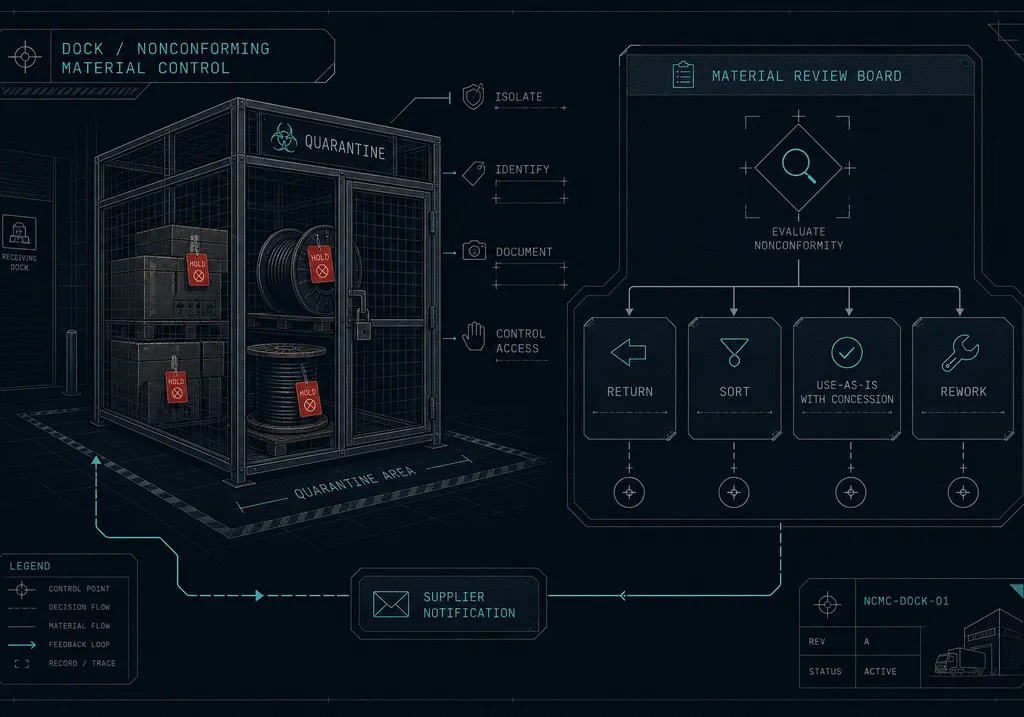 DOCK / NONCONFORMING
MATERIAL CONTROL
QUARANTINE
RECEIVING
DOCK
HOLD
HOLD
HOLD
HOLD
QUARANTINE AREA
ISOLATE
IDENTIFY
DOCUMENT
CONTROL
ACCESS
MATERIAL REVIEW BOARD
EVALUATE
NONCONFORMITY
RETURN
SORT
USE-AS-IS
WITH CONCESSION
REWORK
SUPPLIER
NOTIFICATION
LEGEND
CONTROL POINT
DECISION FLOW
MATERIAL FLOW
FEEDBACK LOOP
RECORD / TRACE
NCMC-DOCK-01
REV A
STATUS ACTIVE